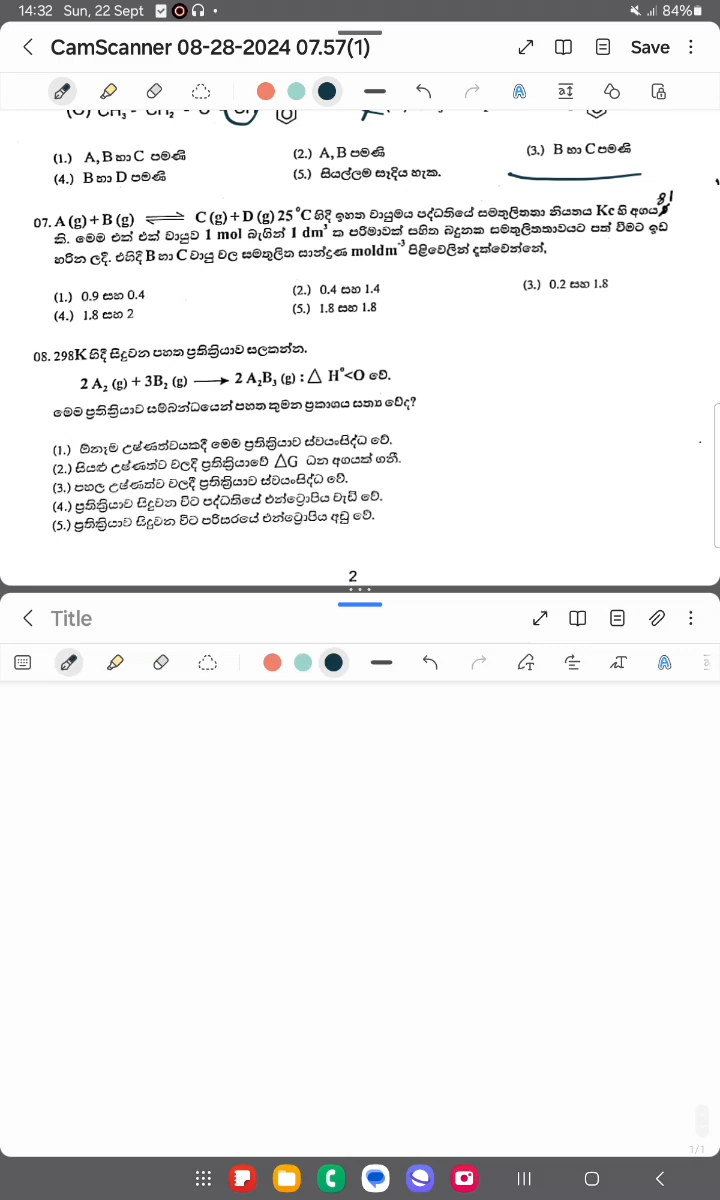 14:32 Sun, 22 Sept 84%
CamScanner 08-28-2024 07.57(1) Save
(1.) A, B හා C පමණි (2.) A, B පමණි (3.) B හා C පමණි
(4.) B හා D පමණි (5.) සියල්ලම සෑදිය හැක.
81
07. A (g) + B (g) ⇌ C (g) + D (g) 25 °C හිදී ඉහත වායුමය පද්ධතියේ සමතුලිතතා නියතය Kc හි අගය
කි. මෙම එක් එක් වායුව 1 mol බැගින් 1 dm³ ක පරිමාවක් සහිත බඳුනක සමතුලිතතාවයට පත් වීමට ඉඩ
හරින ලදී. එහිදී B හා C වායු වල සමතුලිත සාන්ද්‍රණ moldm⁻³ පිළිවෙලින් දැක්වෙන්නේ,
(1.) 0.9 සහ 0.4 (2.) 0.4 සහ 1.4 (3.) 0.2 සහ 1.8
(4.) 1.8 සහ 2 (5.) 1.8 සහ 1.8
08. 298K හිදී සිදුවන පහත ප්‍රතික්‍රියාව සලකන්න.
2 A₂ (g) + 3B₂ (g) ⟶ 2 A₂B₃ (g) : △ H°<O වේ.
මෙම ප්‍රතික්‍රියාව සම්බන්ධයෙන් පහත කුමන ප්‍රකාශය සත්‍ය වේද?
(1.) ඕනෑම උෂ්ණත්වයකදී මෙම ප්‍රතික්‍රියාව ස්වයංසිද්ධ වේ.
(2.) සියළු උෂ්ණත්ව වලදී ප්‍රතික්‍රියාවේ △G ධන අගයක් ගනී.
(3.) පහල උෂ්ණත්ව වලදී ප්‍රතික්‍රියාව ස්වයංසිද්ධ වේ.
(4.) ප්‍රතික්‍රියාව සිදුවන විට පද්ධතියේ එන්ට්‍රොපිය වැඩි වේ.
(5.) ප්‍රතික්‍රියාව සිදුවන විට පරිසරයේ එන්ට්‍රොපිය අඩු වේ.
2
Title
1/1